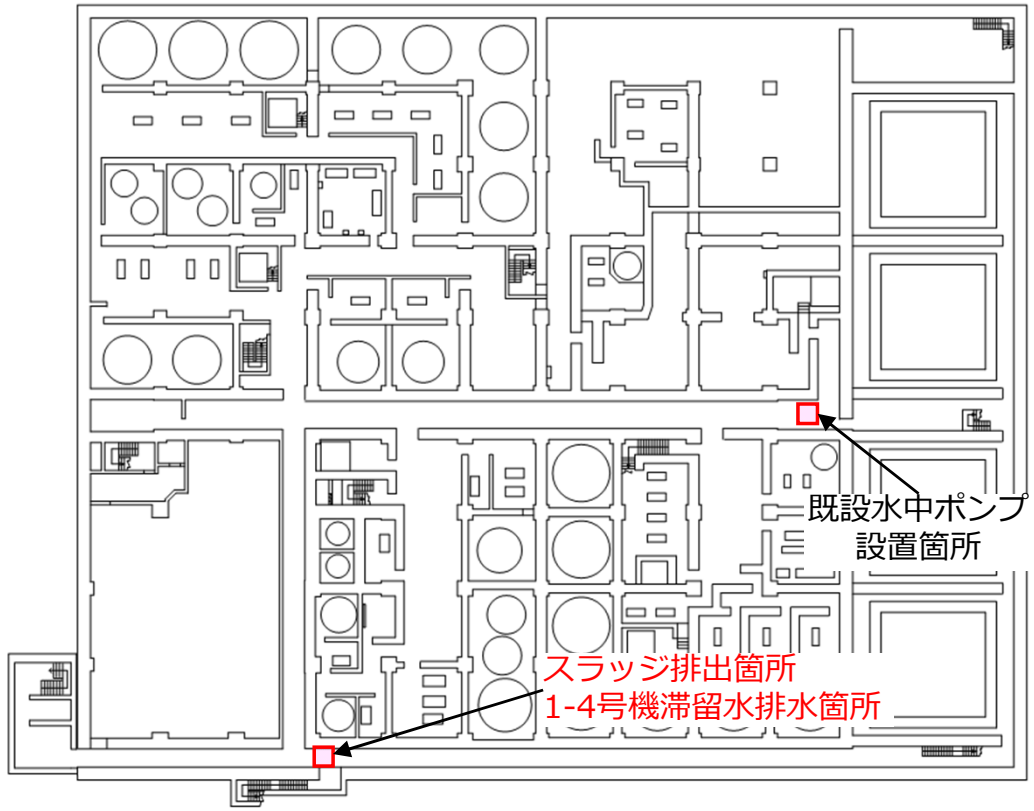 既設水中ポンプ
設置箇所
スラッジ排出箇所
1-4号機滞留水排水箇所